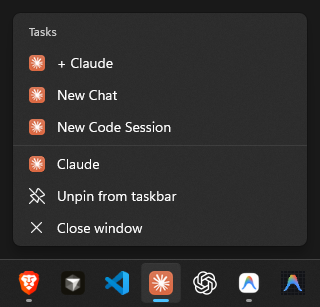 Tasks
+ Claude
New Chat
New Code Session
Claude
Unpin from taskbar
Close window